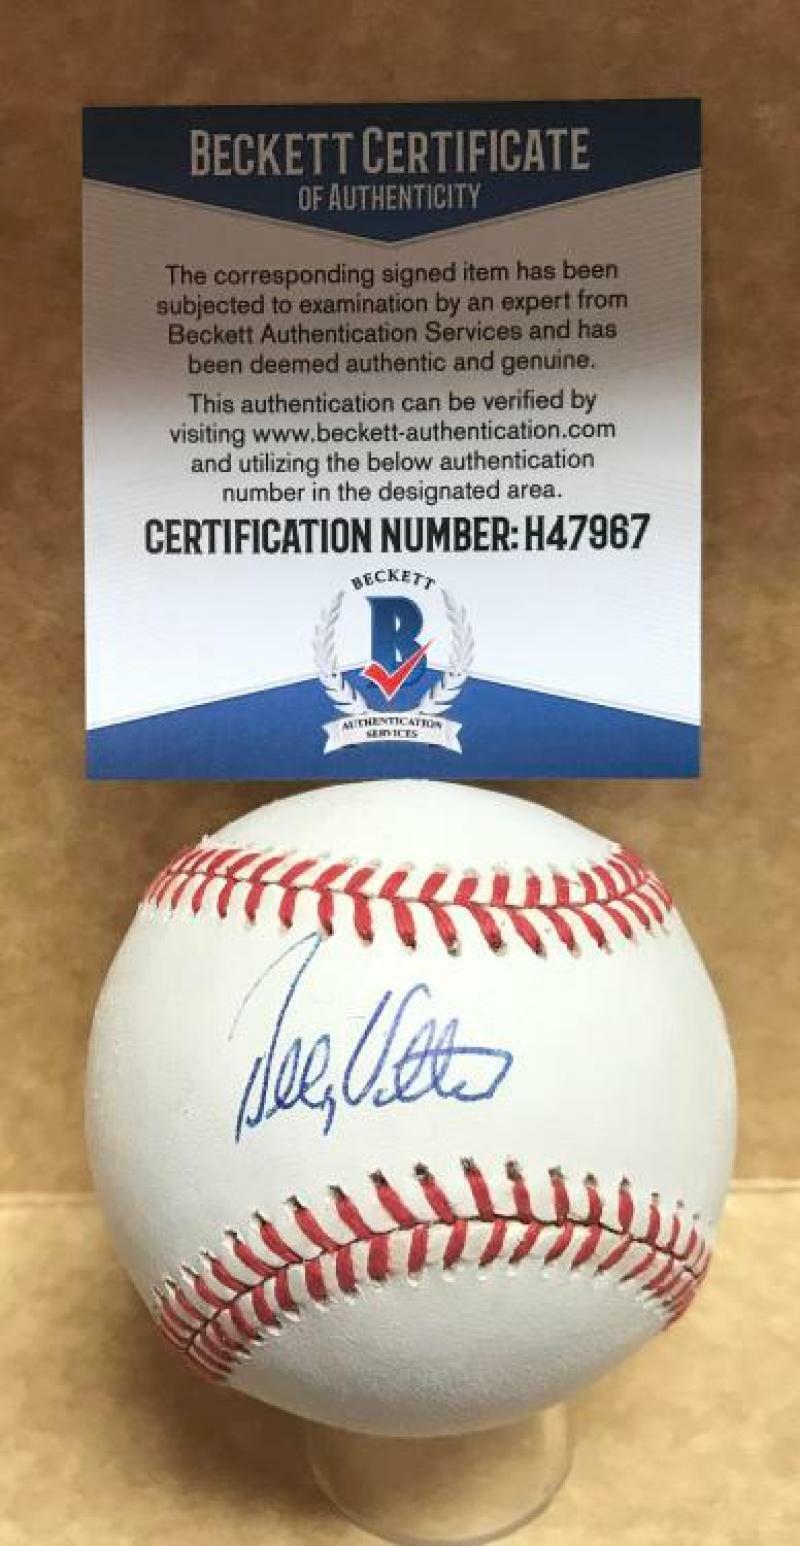 BECKETT CERTIFICATE
OF AUTHENTICITY
The corresponding signed item has been
subjected to examination by an expert from
Beckett Authentication Services and has
been deemed authentic and genuine.
This authentication can be verified by
visiting www.beckett-authentication.com
and utilizing the below authentication
number in the designated area.
CERTIFICATION NUMBER: H47967
BECKETT
B
AUTHENTICATION
SERVICES